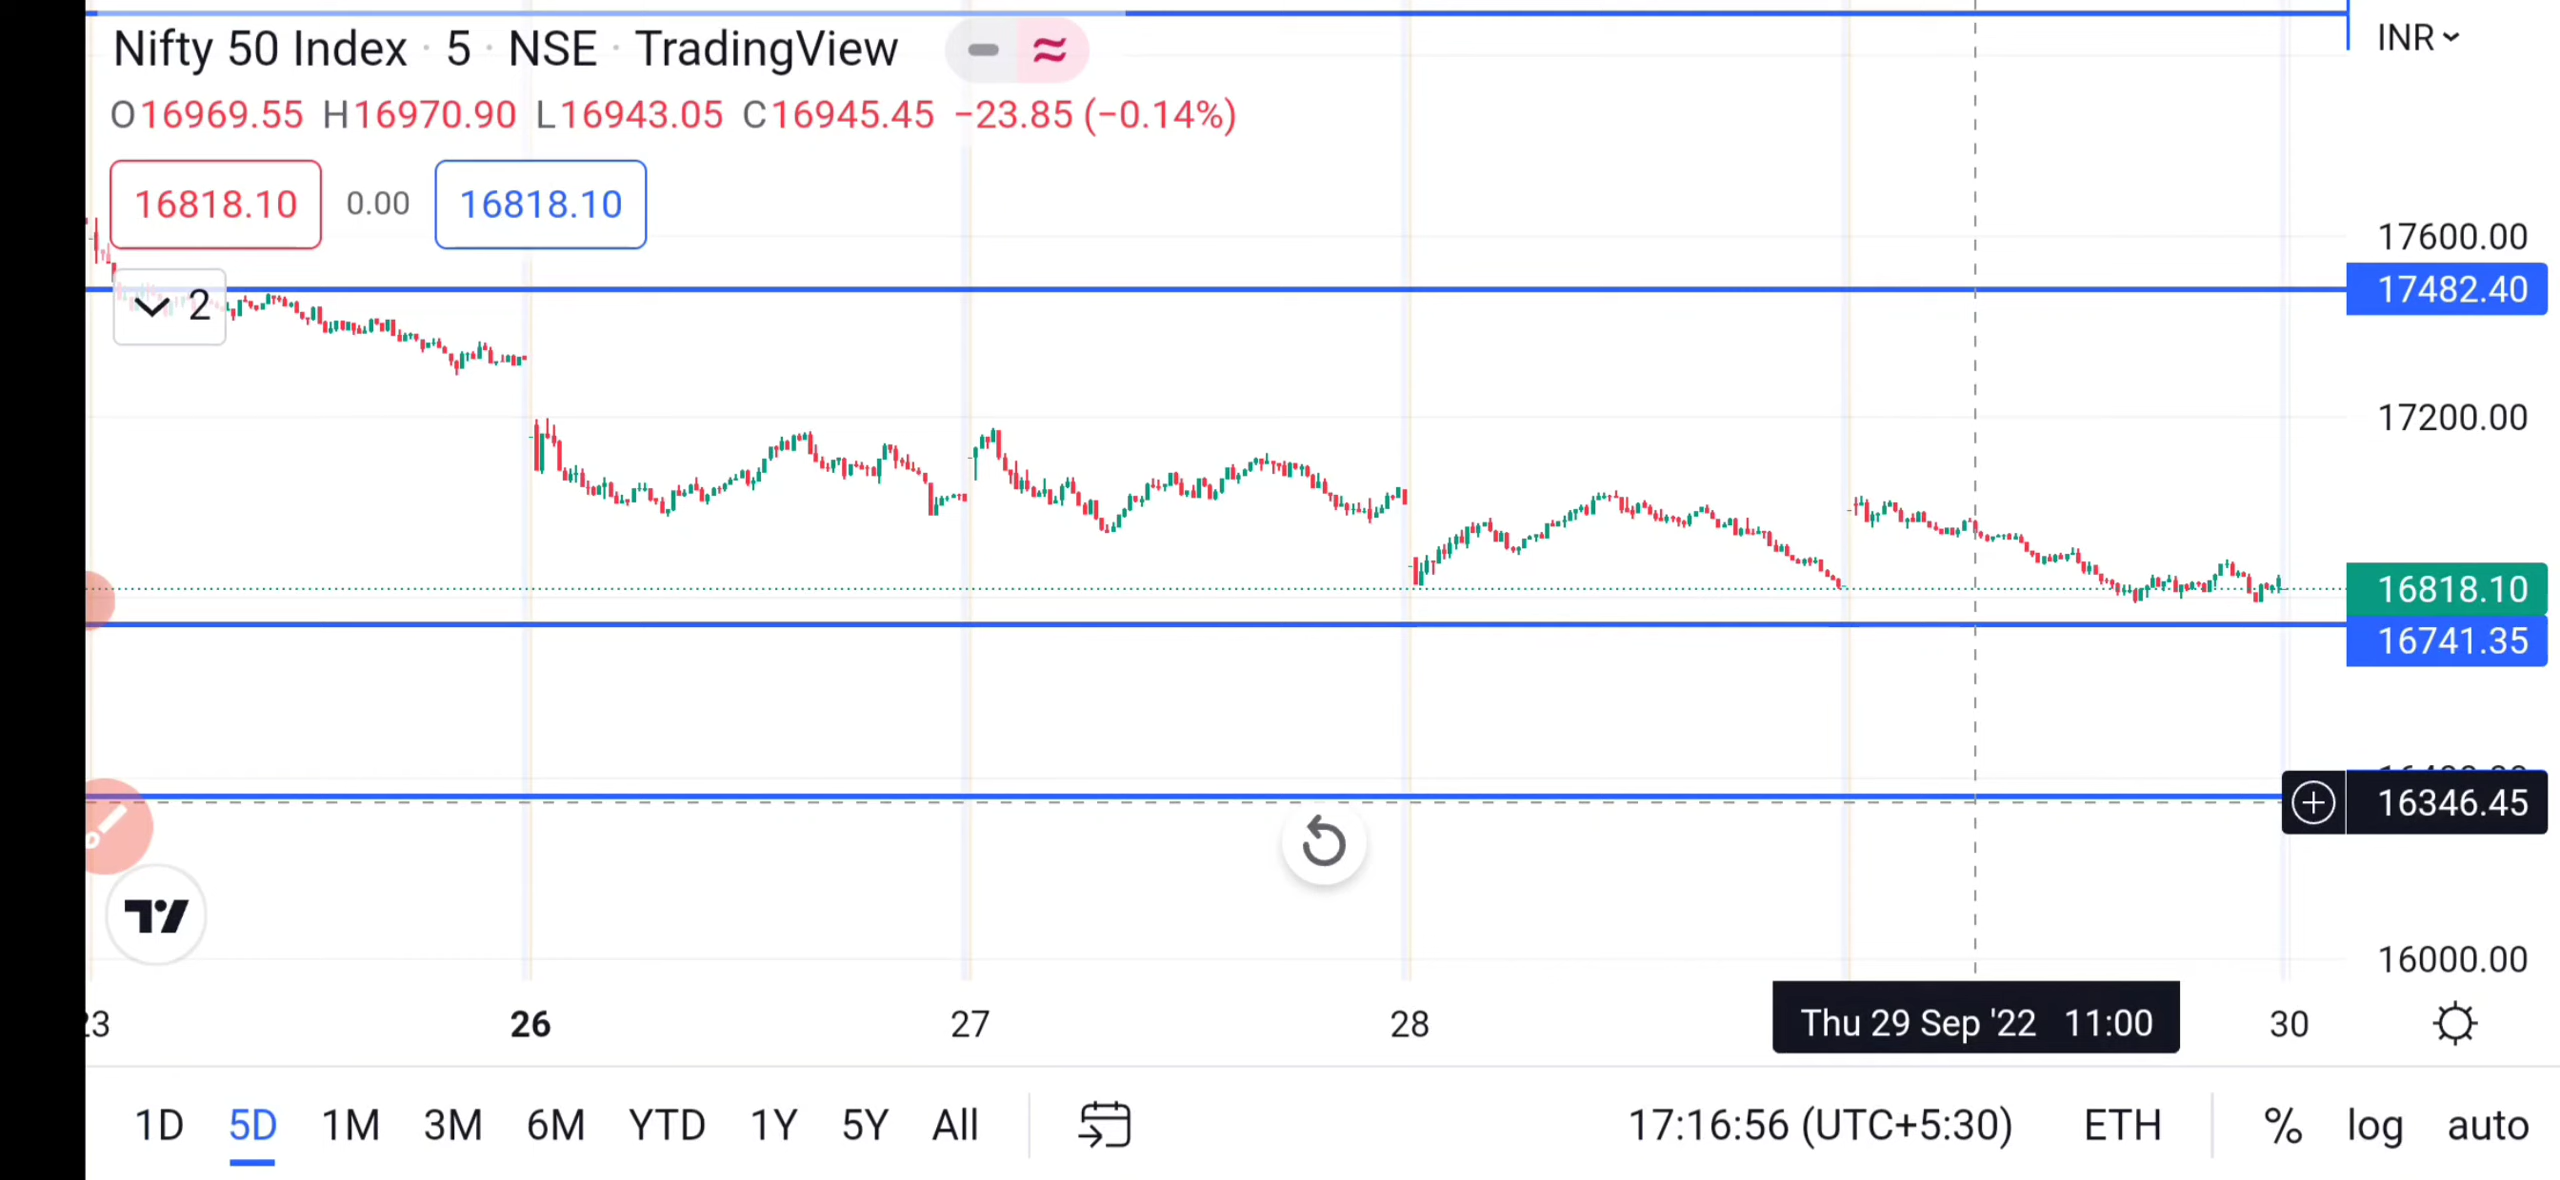 Nifty 50 Index · 5 · NSE · TradingView
O16969.55 H16970.90 L16943.05 C16945.45 −23.85 (−0.14%)
16818.10 0.00 16818.10
2
INR
17600.00
17482.40
17200.00
16818.10
16741.35
16346.45
16000.00
26 27 28 Thu 29 Sep '22 11:00 30
1D 5D 1M 3M 6M YTD 1Y 5Y All 17:16:56 (UTC+5:30) ETH % log auto